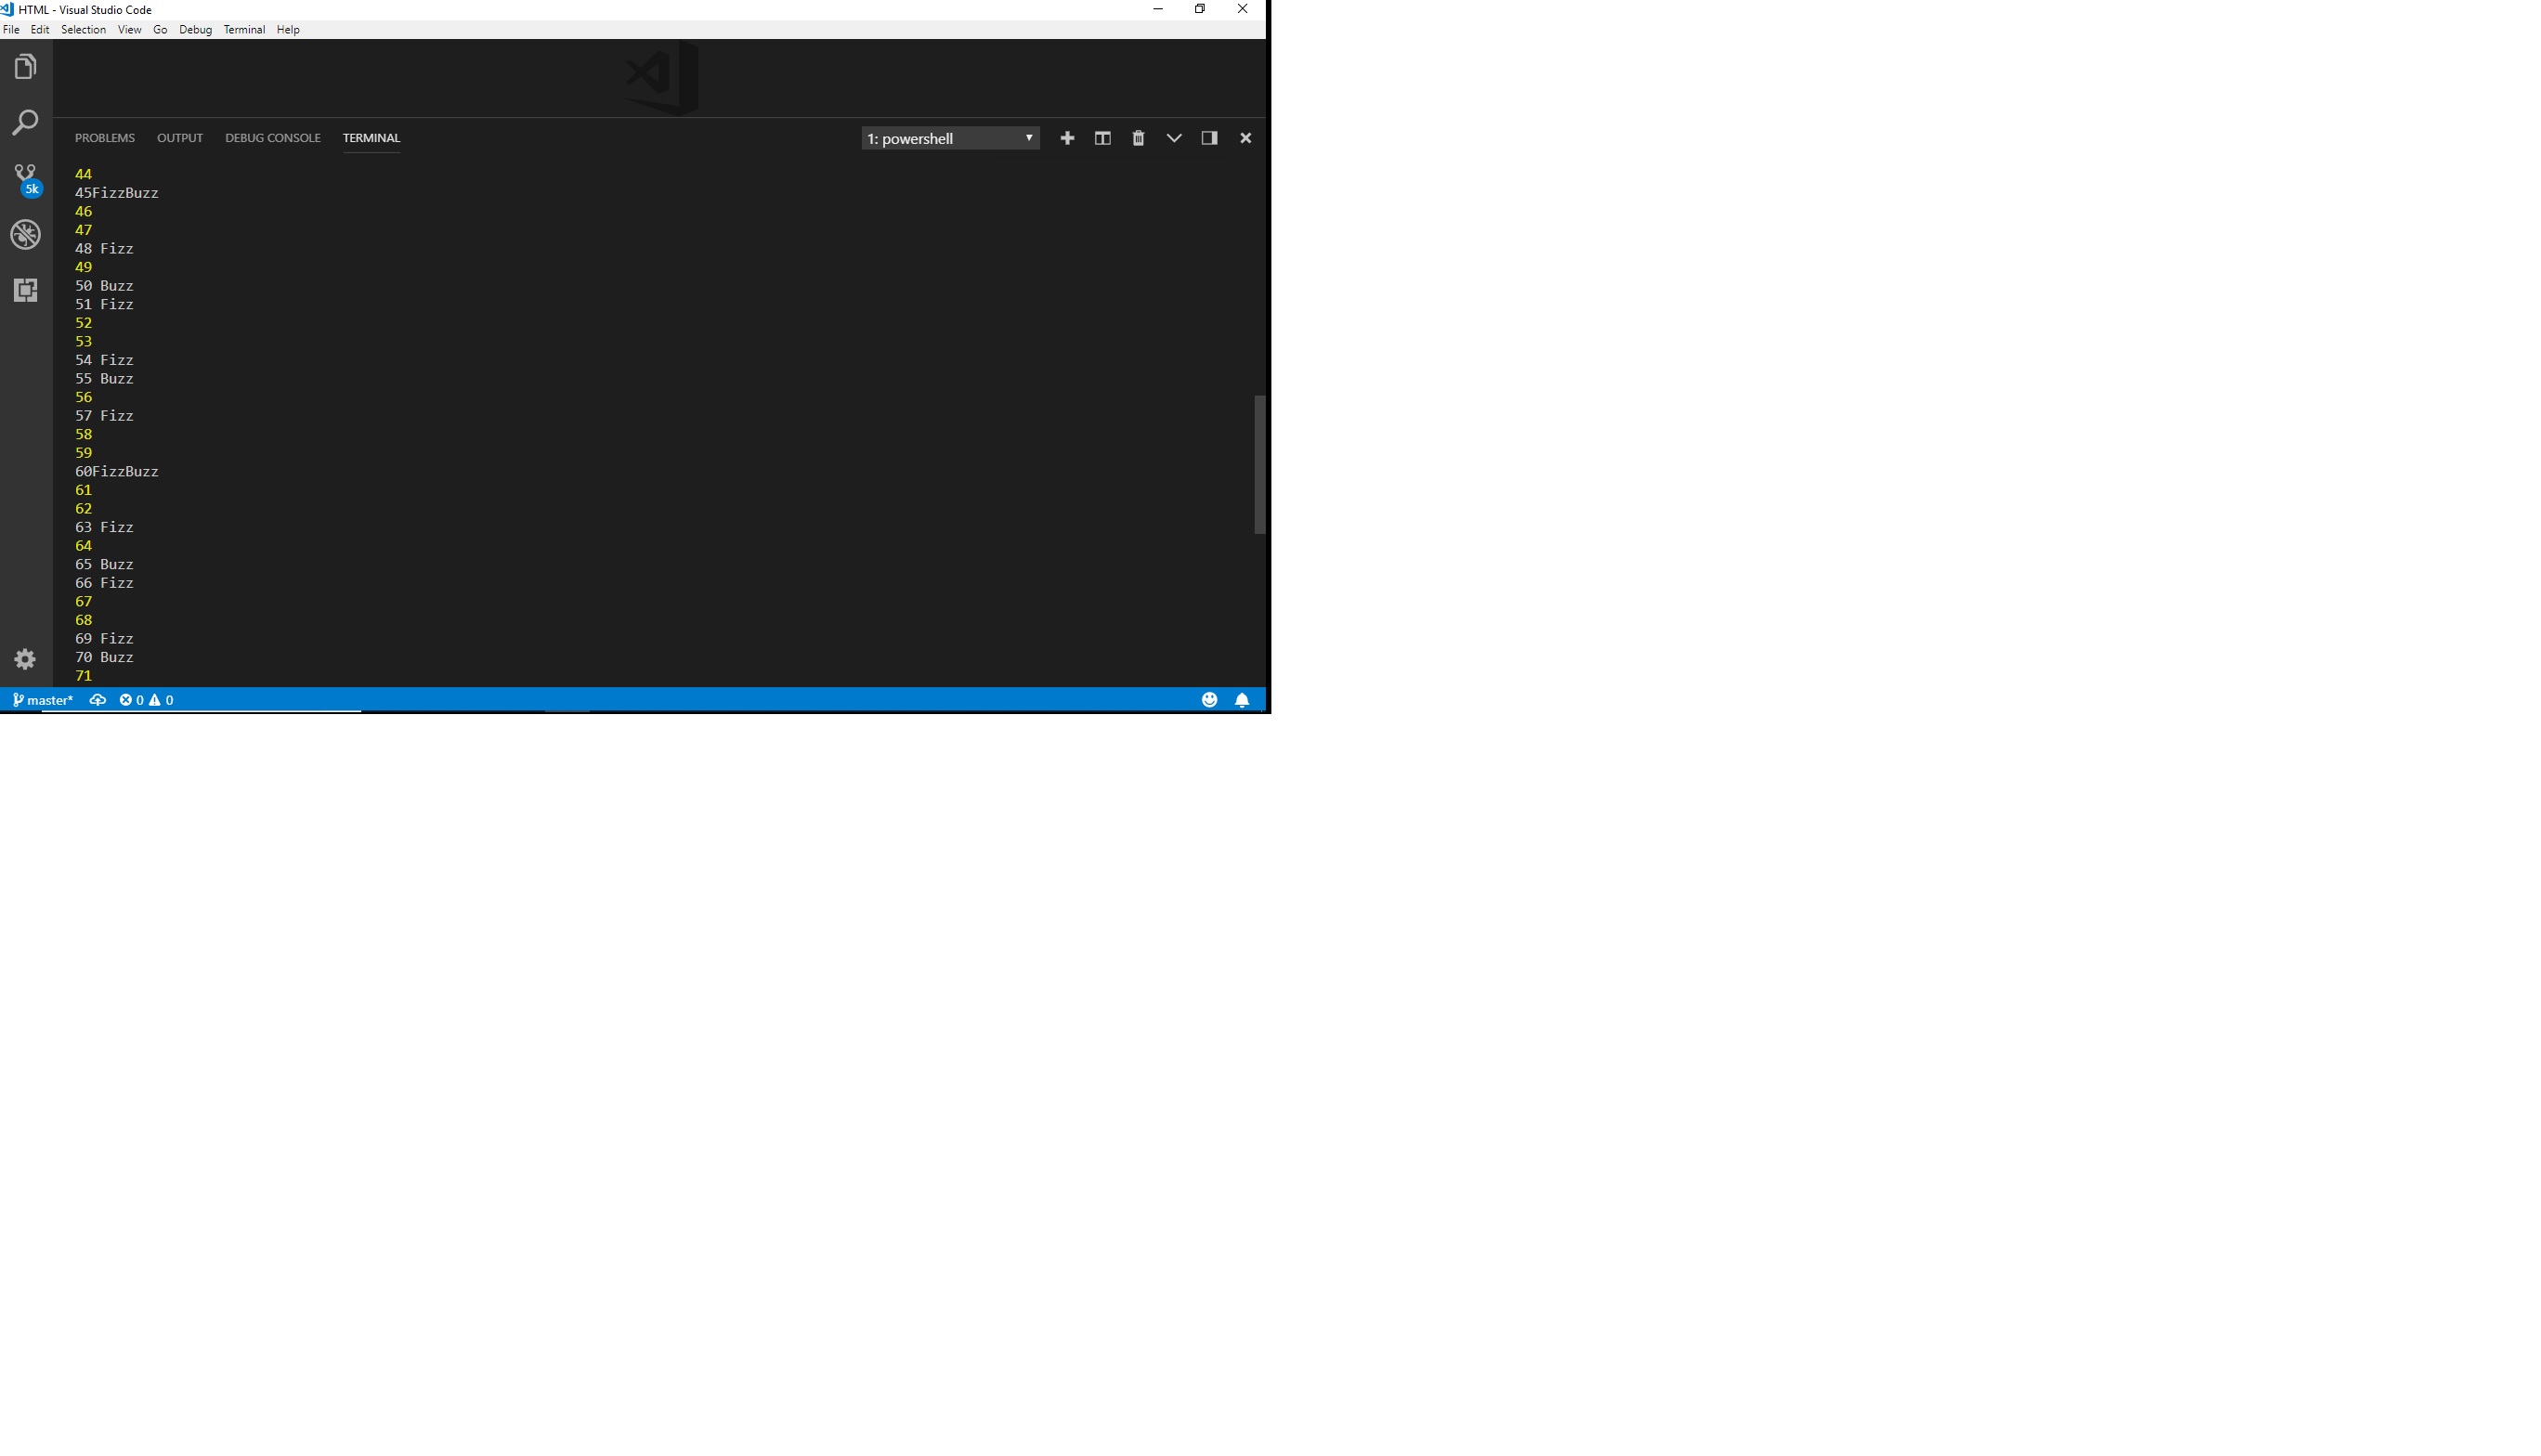 HTML - Visual Studio Code
File Edit Selection View Go Debug Terminal Help
PROBLEMS OUTPUT DEBUG CONSOLE TERMINAL 1: powershell
44
45FizzBuzz
46
47
48 Fizz
49
50 Buzz
51 Fizz
52
53
54 Fizz
55 Buzz
56
57 Fizz
58
59
60FizzBuzz
61
62
63 Fizz
64
65 Buzz
66 Fizz
67
68
69 Fizz
70 Buzz
71
5k
master* 0 0